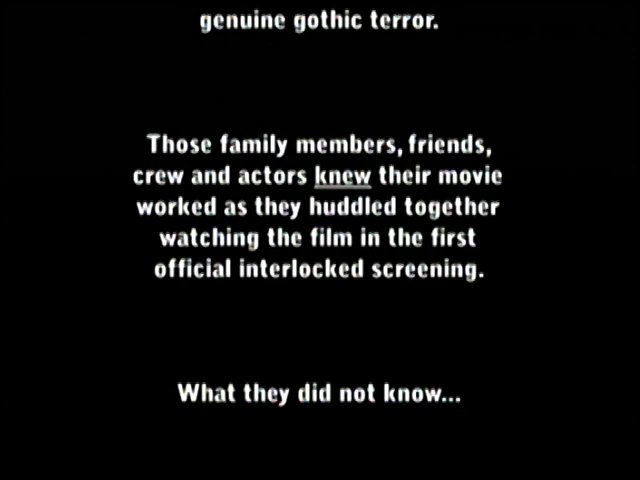 genuine gothic terror.
Those family members, friends,
crew and actors knew their movie
worked as they huddled together
watching the film in the first
official interlocked screening.
What they did not know...